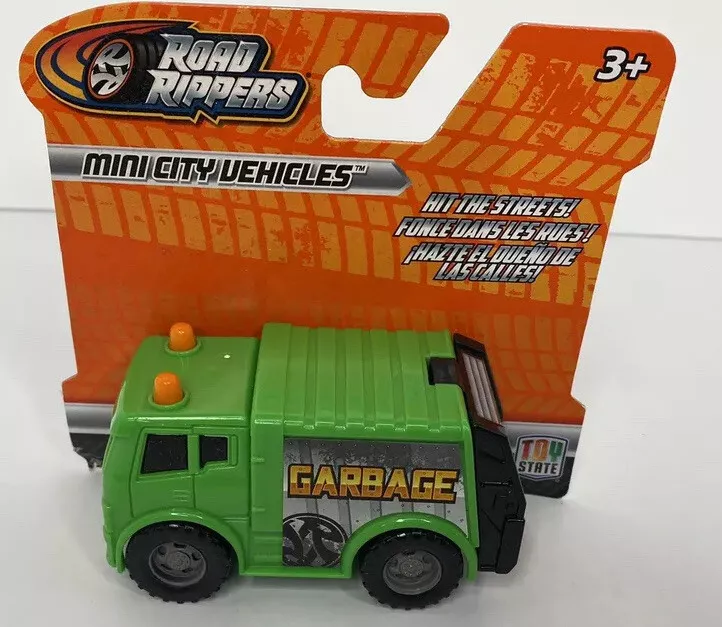 ROAD
RIPPERS
3+
MINI CITY VEHICLES™
HIT THE STREETS!
FONCE DANS LES RUES!
¡HAZTE EL DUEÑO DE
LAS CALLES!
GARBAGE
TOY
STATE